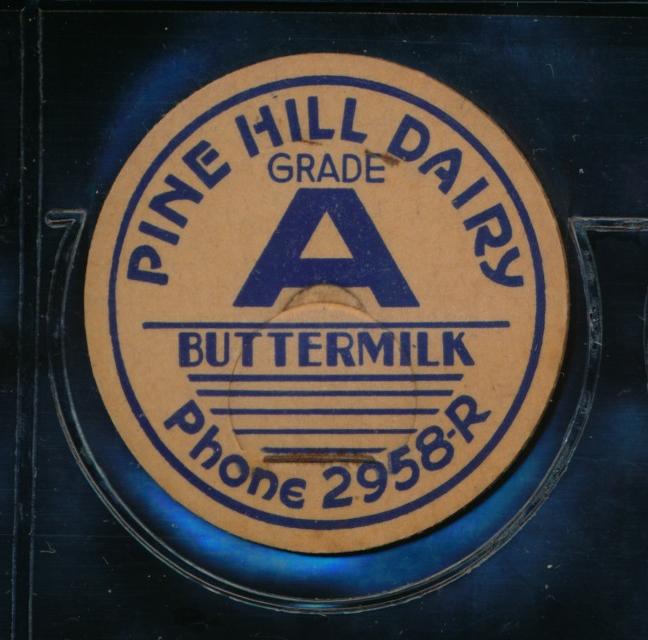 PINE HILL DAIRY
GRADE
A
BUTTERMILK
Phone 2958-R